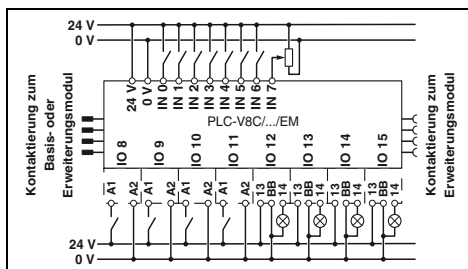 24 V
0 V
24 V
0 V
IN 0
IN 1
IN 2
IN 3
IN 4
IN 5
IN 6
IN 7
Kontaktierung zum
Basis- oder
Erweiterungsmodul
PLC-V8C/.../EM
Kontaktierung zum
Erweiterungsmodul
IO 8
IO 9
IO 10
IO 11
IO 12
IO 13
IO 14
IO 15
A1
A2
A1
A2
A1
A2
A1
A2
13
BB
14
13
BB
14
13
BB
14
13
BB
14
24 V
0 V